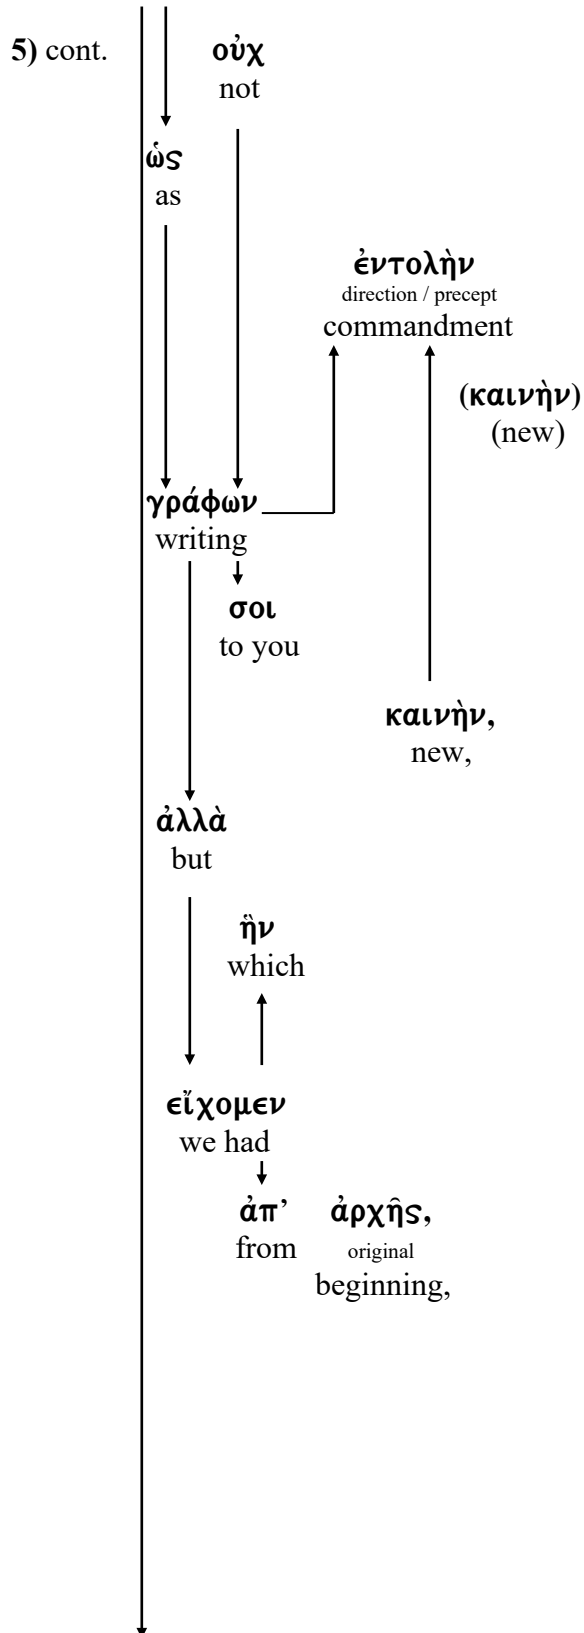 5) cont.
οὐχ
not
ὡς
as
ἐντολὴν
direction / precept
commandment
(καινὴν)
(new)
γράφων
writing
σοι
to you
καινὴν,
new,
ἀλλὰ
but
ἣν
which
εἴχομεν
we had
ἀπ’ ἀρχῆς,
from original
beginning,